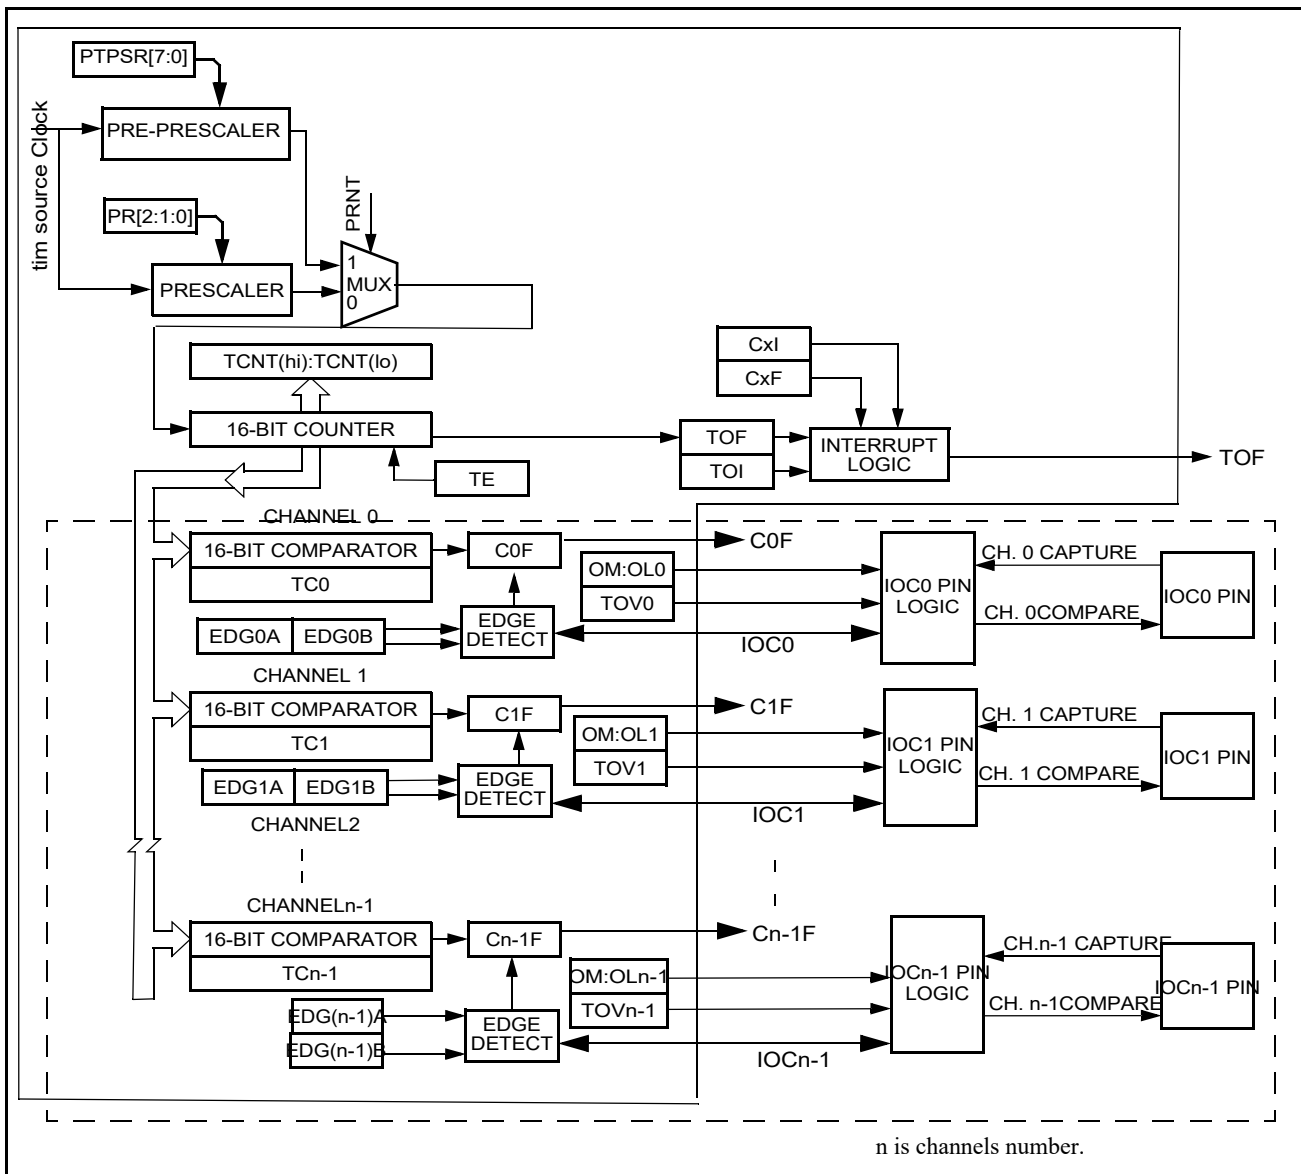 PTPSR[7:0]
tim source Clock
PRE-PRESCALER
PRNT
PR[2:1:0]
1
MUX
0
PRESCALER
TCNT(hi):TCNT(lo)
CxI
CxF
16-BIT COUNTER
TOF
TOI
INTERRUPT
LOGIC
TOF
TE
CHANNEL 0
16-BIT COMPARATOR
TC0
C0F
C0F
OM:OL0
TOV0
IOC0 PIN
LOGIC
CH. 0 CAPTURE
CH. 0COMPARE
IOC0 PIN
EDG0A
EDG0B
EDGE
DETECT
IOC0
CHANNEL 1
16-BIT COMPARATOR
TC1
C1F
C1F
OM:OL1
TOV1
IOC1 PIN
LOGIC
CH. 1 CAPTURE
CH. 1 COMPARE
IOC1 PIN
EDG1A
EDG1B
EDGE
DETECT
IOC1
CHANNEL2
CHANNELn-1
16-BIT COMPARATOR
TCn-1
Cn-1F
Cn-1F
OM:OLn-1
TOVn-1
IOCn-1 PIN
LOGIC
CH.n-1 CAPTURE
CH. n-1COMPARE
IOCn-1 PIN
EDG(n-1)A
EDG(n-1)B
EDGE
DETECT
IOCn-1
n is channels number.